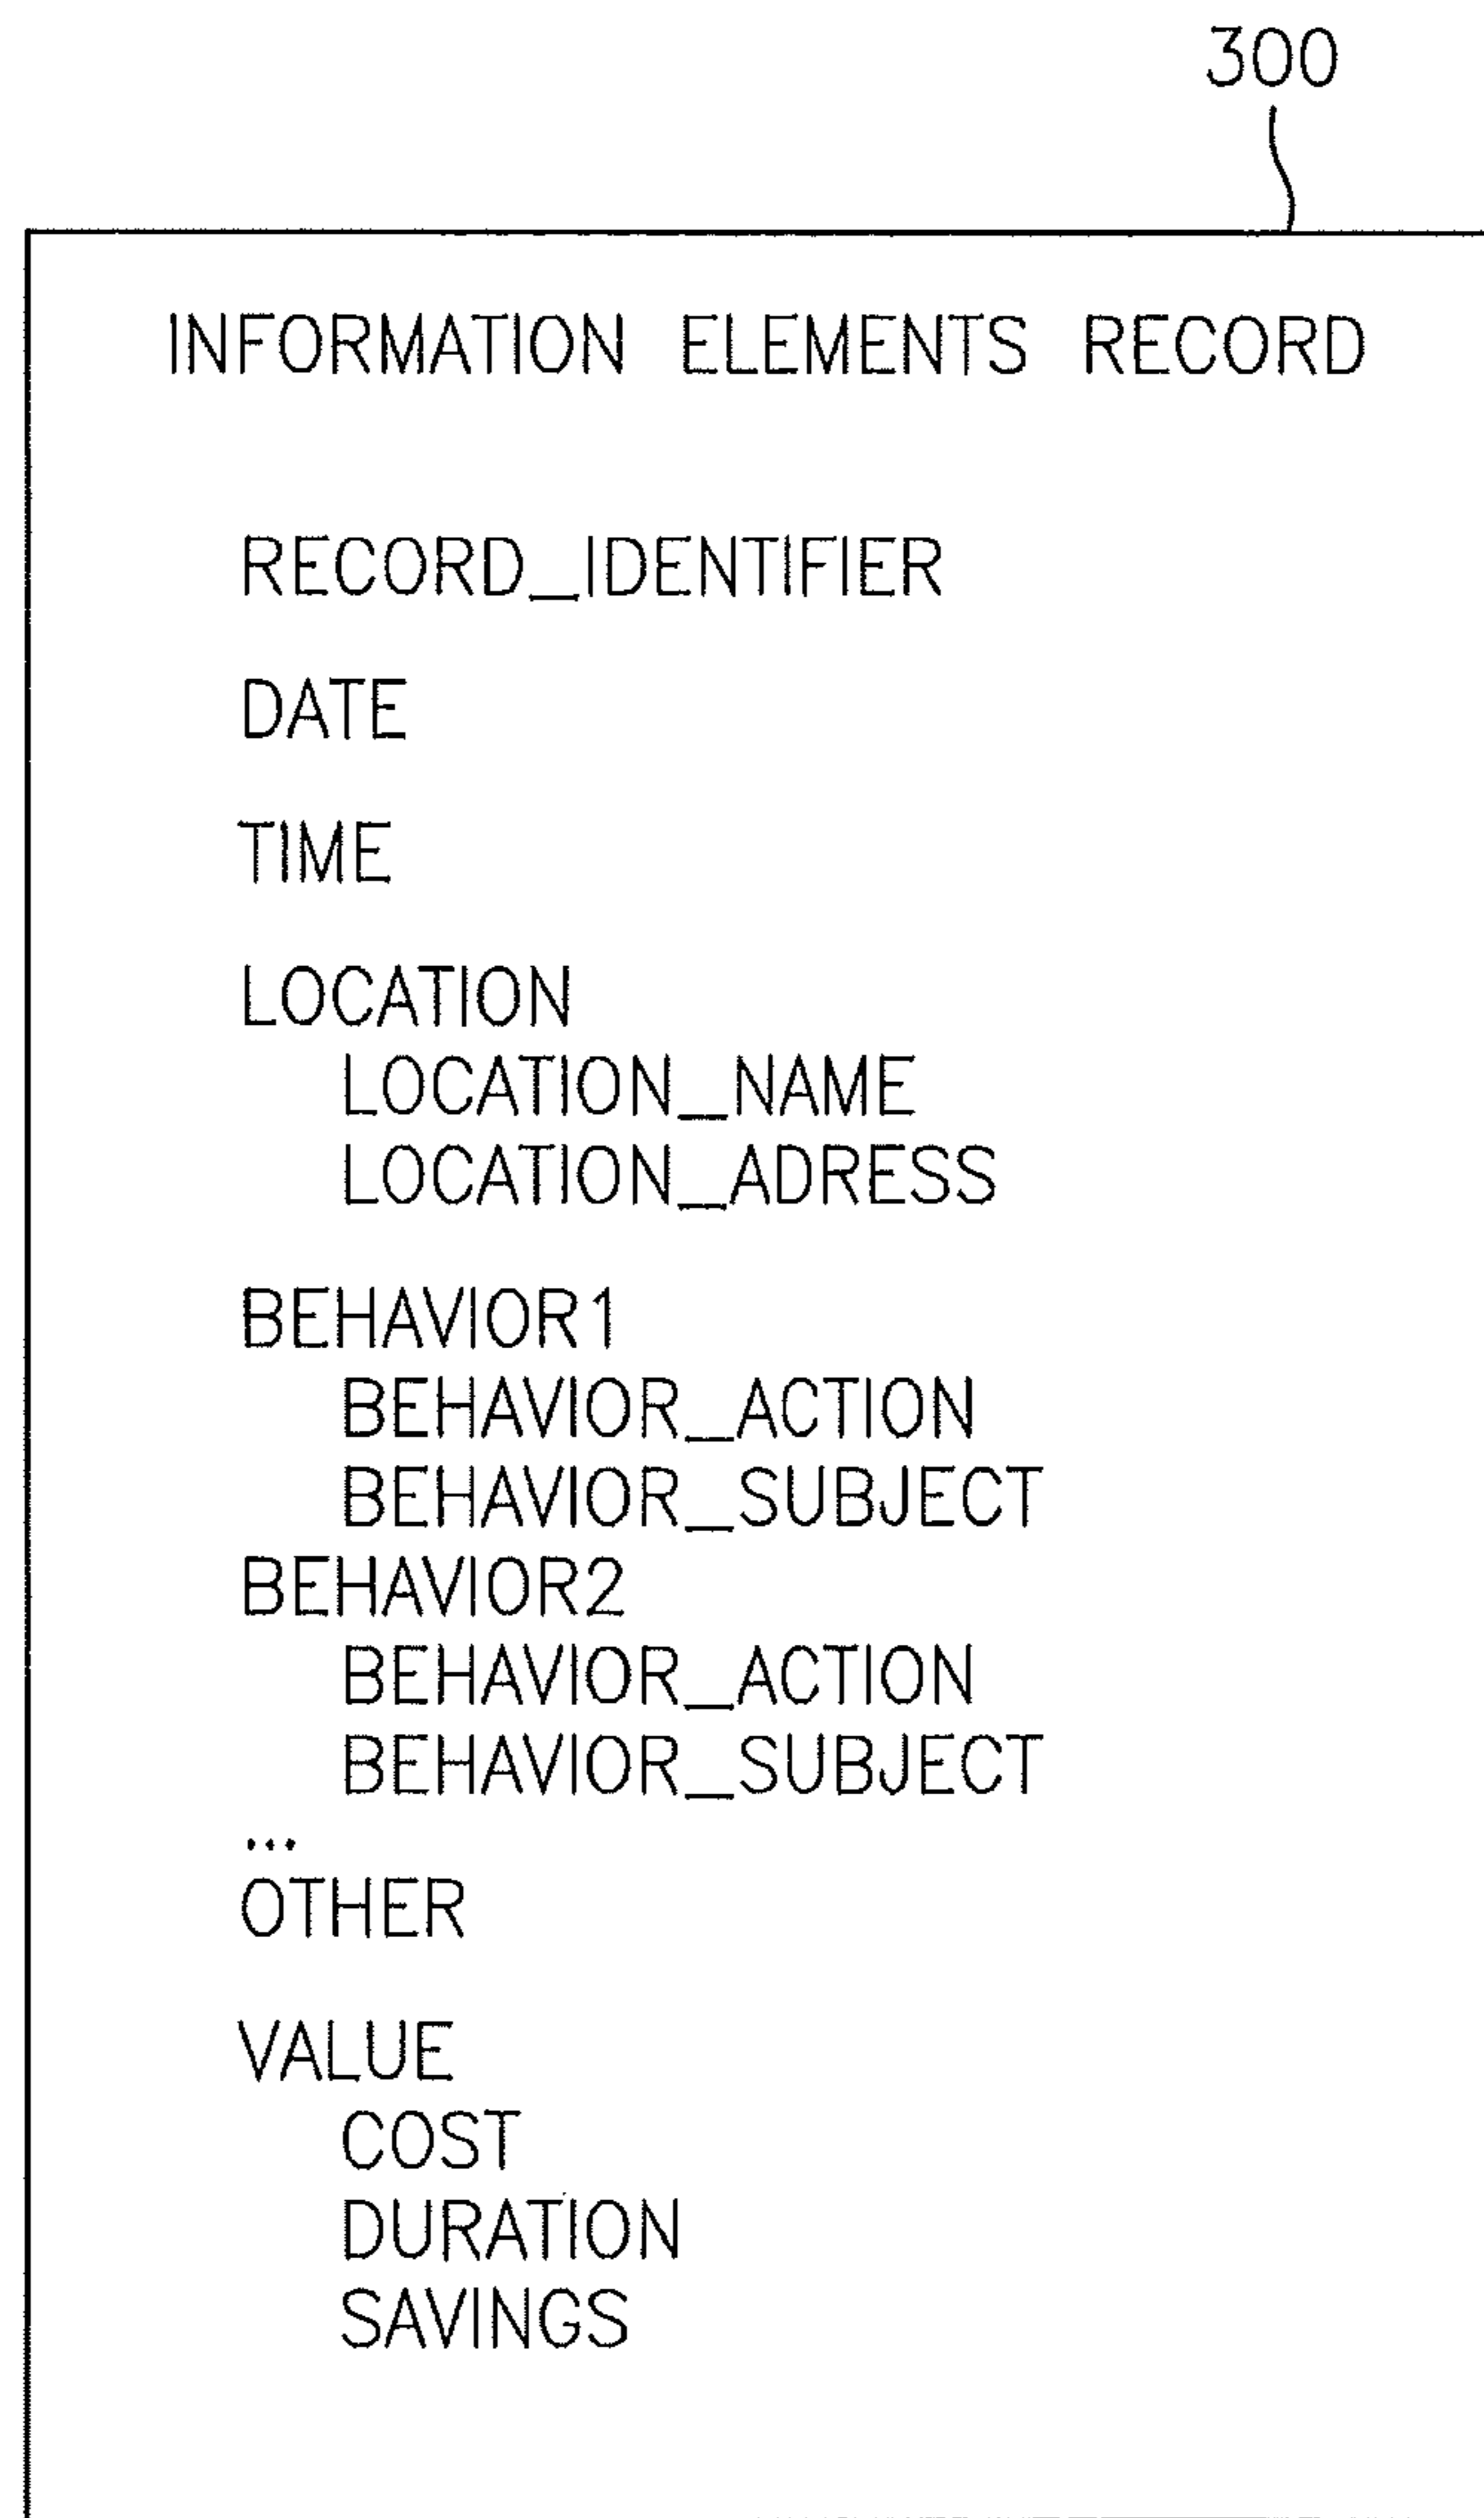 300
INFORMATION ELEMENTS RECORD
RECORD_IDENTIFIER
DATE
TIME
LOCATION
LOCATION_NAME
LOCATION_ADRESS
BEHAVIOR1
BEHAVIOR_ACTION
BEHAVIOR_SUBJECT
BEHAVIOR2
BEHAVIOR_ACTION
BEHAVIOR_SUBJECT
...
OTHER
VALUE
COST
DURATION
SAVINGS